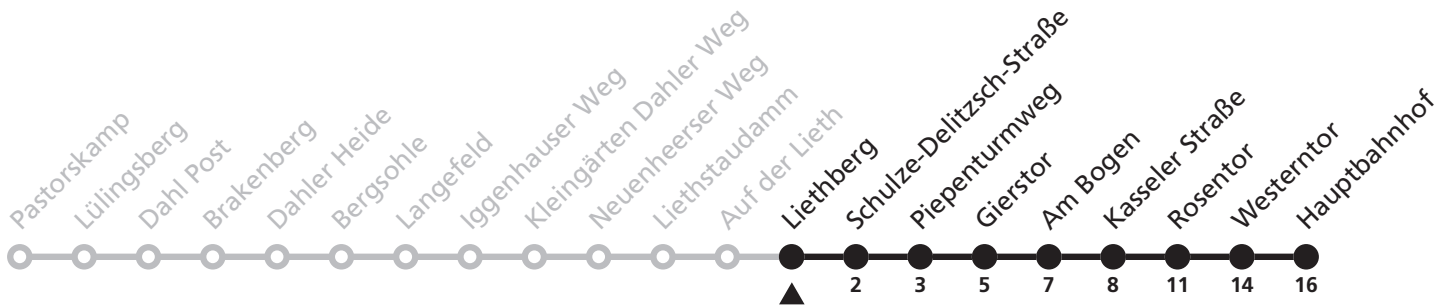 Pastorskamp
Lülingsberg
Dahl Post
Brakenberg
Dahler Heide
Bergsohle
Langefeld
Iggenhauser Weg
Kleingärten Dahler Weg
Neuenheerser Weg
Liethstaudamm
Auf der Lieth
Liethberg
Schulze-Delitzsch-Straße
Piepenturmweg
Gierstor
Am Bogen
Kasseler Straße
Rosentor
Westerntor
Hauptbahnhof
2 3 5 7 8 11 14 16